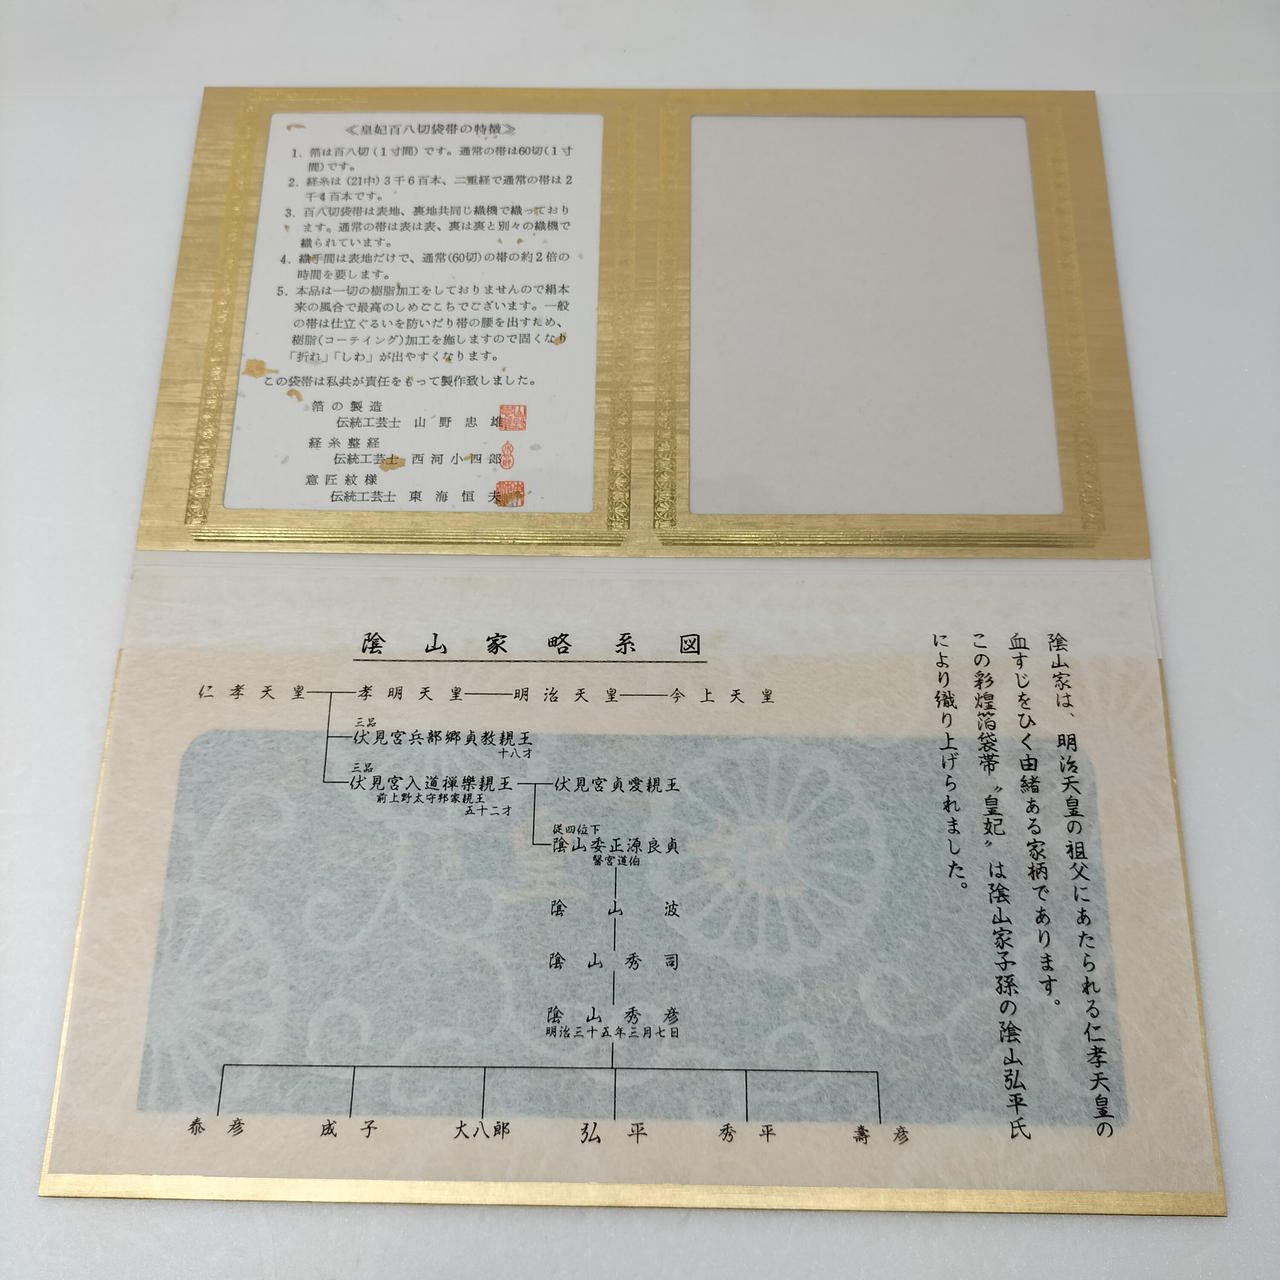 ≪皇妃百八切袋帯の特徴≫
1. 箔は百八切(1寸間)です。通常の帯は60切(1寸
間)です。
2. 経糸は(21中)3千6百本、二重経で通常の帯は2
千4百本です。
3. 百八切袋帯は表地、裏地共同じ織機で織っており
ます。通常の帯は表は表、裏は裏と別々の織機で
織られています。
4. 織手間は表地だけで、通常(60切)の帯の約2倍の
時間を要します。
5. 本品は一切の樹脂加工をしておりませんので絹本
来の風合で最高のしめごこちでございます。一般
の帯は仕立ぐるいを防いだり帯の腰を出すため、
樹脂(コーテイング)加工を施しますので固くなり
「折れ」「しわ」が出やすくなります。
この袋帯は私共が責任をもって製作致しました。
箔の製造
伝統工芸士 山野忠雄
経糸整経
伝統工芸士 西河小四郎
意匠紋様
伝統工芸士 東海恒夫
陰山家は、明治天皇の祖父にあたられる仁孝天皇の
血すじをひく由緒ある家柄であります。
この彩煌箔袋帯〝皇妃〟は陰山家子孫の陰山弘平氏
により織り上げられました。
陰山家略系図
仁孝天皇 孝明天皇 明治天皇 今上天皇
三品
伏見宮兵部郷貞教親王
十八才
三品
伏見宮入道禅樂親王 伏見宮貞愛親王
前上野太守邦家親王
五十二才
従四位下
陰山委正源良貞
醫宮道伯
陰山波
陰山秀司
陰山秀彦
明治三十五年三月七日
泰彦 成子 大八郎 弘平 秀平 壽彦